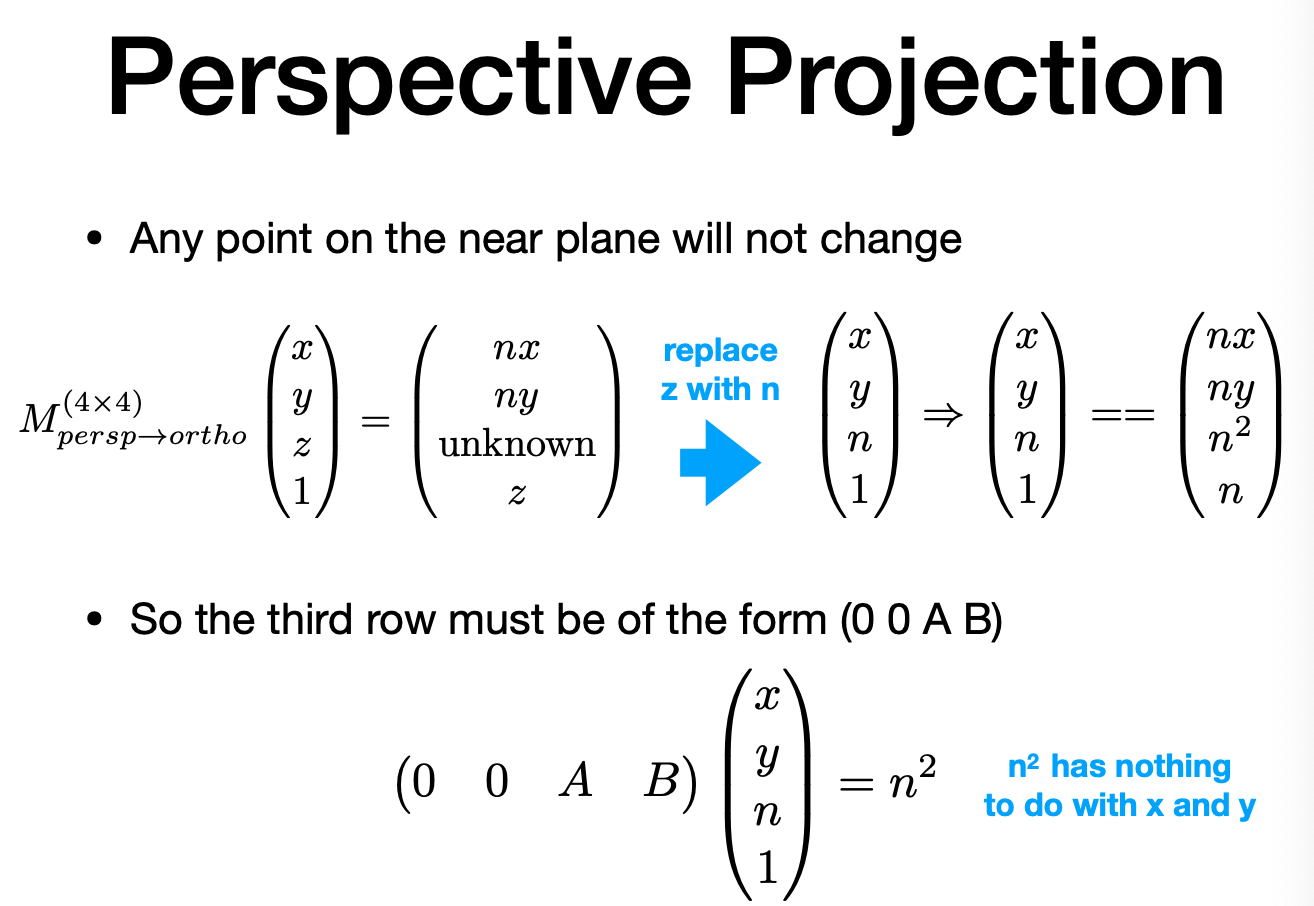 Perspective Projection
• Any point on the near plane will not change
$M_{persp \to ortho}^{(4 \times 4)} \begin{pmatrix} x \\ y \\ z \\ 1 \end{pmatrix} = \begin{pmatrix} nx \\ ny \\ \text{unknown} \\ z \end{pmatrix}$ replace z with n $\begin{pmatrix} x \\ y \\ n \\ 1 \end{pmatrix} \Rightarrow \begin{pmatrix} x \\ y \\ n \\ 1 \end{pmatrix} == \begin{pmatrix} nx \\ ny \\ n^2 \\ n \end{pmatrix}$
• So the third row must be of the form (0 0 A B)
$\begin{pmatrix} 0 & 0 & A & B \end{pmatrix} \begin{pmatrix} x \\ y \\ n \\ 1 \end{pmatrix} = n^2$
n² has nothing
to do with x and y